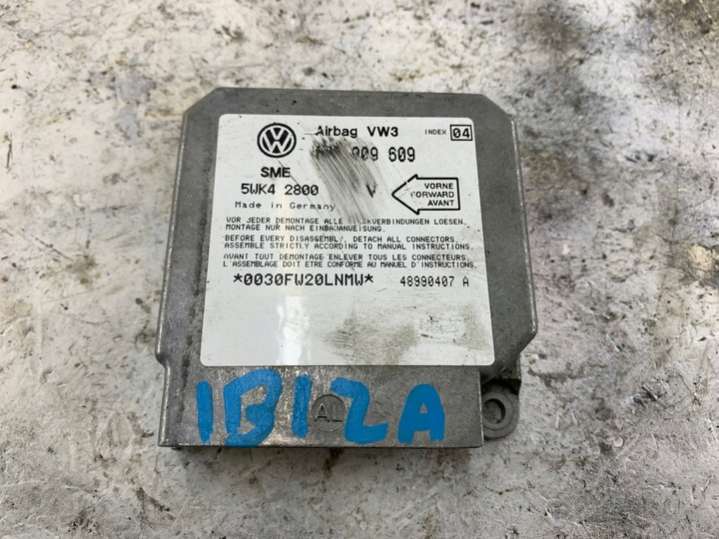 Airbag VW3 INDEX 04
909 609
SME
5WK4 2800 V
Made in Germany
VORNE
FORWARD
AVANT
VOR JEDER DEMONTAGE ALLE LOESEN.
MONTAGE NUR NACH EINBAUANWEISUNG.
BEFORE EVERY DISASSEMBLY DETACH ALL CONNECTORS.
ASSEMBLE STRICTLY ACCORDING TO MANUAL INSTRUCTIONS.
AVANT TOUT DEMONTAGE ENLEVER TOUS LES CONNECTEURS.
L'ASSEMBLAGE DOIT ETRE CONFORME AU MANUEL D'INSTRUCTIONS.
*0030FW20LNMW* 48990407 A
IBIZA
AL